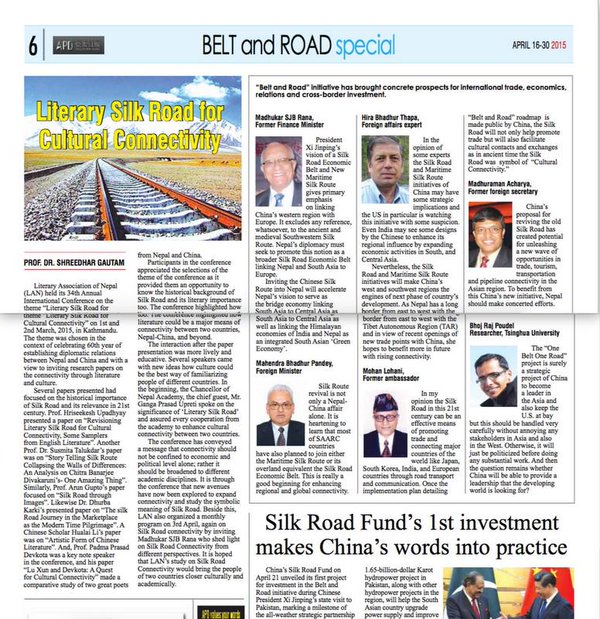 6
APD
BELT and ROAD special
APRIL 16-30 2015
Literary Silk Road for
Cultural Connectivity
PROF. DR. SHREEDHAR GAUTAM
Literary Association of Nepal
(LAN) held its 34th Annual
International Conference on the
theme "Literary Silk Road for
theme "Literary Silk Road for
Cultural Connectivity" on 1st and
2nd March, 2015, in Kathmandu.
The theme was chosen in the
context of celebrating 60th year of
establishing diplomatic relations
between Nepal and China and with a
view to inviting research papers on
the connectivity through literature
and culture.
Several papers presented had
focused on the historical importance
of Silk Road and its relevance in 21st
century. Prof. Hriseekesh Upadhyay
presented a paper on "Revisioning
Literary Silk Road for Cultural
Connectivity, Some Samplers
from English Literature". Another
Prof. Dr. Susmita Talukdar's paper
was on "Story Telling Silk Route
Collapsing the Walls of Differences:
An Analysis on Chitra Banarjee
Divakaruni's- One Amazing Thing".
Similarly, Prof. Arun Gupto's paper
focused on "Silk Road through
Images". Likewise Dr. Dhurba
Karki's presented paper on "The silk
Road Journey in the Marketplace
as the Modern Time Pilgrimage". A
Chinese Scholar Hualai Li's paper
was on "Artistic Form of Chinese
Literature". And, Prof. Padma Prasad
Devkota was a key note speaker
in the conference, and his paper
"Lu Xun and Devkota: A Quest
for Cultural Connectivity" made a
comparative study of two great poets
from Nepal and China.
Participants in the conference
appreciated the selections of the
theme of the conference as it
provided them an opportunity to
know the historical background of
Silk Road and its literary importance
too. The conference highlighted how
too. The conference highlighted how
literature could be a major means of
connectivity between two countries,
Nepal-China, and beyond.
The interaction after the paper
presentation was more lively and
educative. Several speakers came
with new ideas how culture could
be the best way of familiarizing
people of different countries. In
the beginning, the Chancellor of
Nepal Academy, the chief guest, Mr.
Ganga Prasad Upreti spoke on the
significance of 'Literary Silk Road'
and assured every cooperation from
the academy to enhance cultural
connectivity between two countries.
The conference has conveyed
a message that connectivity should
not be confined to economic and
political level alone; rather it
should be broadened to different
academic disciplines. It is through
the conference that new avenues
have now been explored to expand
connectivity and study the symbolic
meaning of Silk Road. Beside this,
LAN also organized a monthly
program on 3rd April, again on
Silk Road connectivity by inviting
Madhukar SJB Rana who shed light
on Silk Road Connectivity from
different perspectives. It is hoped
that LAN's study on Silk Road
Connectivity would bring the people
of two countries closer culturally and
academically.
APD values your words
"Belt and Road" initiative has brought concrete prospects for international trade, economics,
relations and cross-border investment.
Madhukar SJB Rana,
Former Finance Minister
President
Xi Jinping's
vision of a Silk
Road Economic
Belt and New
Maritime
Silk Route
gives primary
emphasis
on linking
China's western region with
Europe. It excludes any reference,
whatsoever, to the ancient and
medieval Southwestern Silk
Route. Nepal's diplomacy must
seek to promote this notion as a
broader Silk Road Economic Belt
linking Nepal and South Asia to
Europe.
Inviting the Chinese Silk
Route into Nepal will accelerate
Nepal's vision to serve as
the bridge economy linking
South Asia to Central Asia as
South Asia to Central Asia as
well as linking the Himalayan
economies of India and Nepal as
an integrated South Asian 'Green
Economy'.
Mahendra Bhadhur Pandey,
Foreign Minister
Silk Route
revival is not
only a Nepal-
China affair
alone. It is
heartening to
learn that most
of SAARC
countries
have also planned to join either
the Maritime Silk Route or its
overland equivalent the Silk Road
Economic Belt. This is really a
good beginning for enhancing
regional and global connectivity.
Hira Bhadhur Thapa,
Foreign affairs expert
In the
opinion of
some experts
the Silk Road
and Maritime
Silk Route
initiatives of
China may have
some strategic
implications and
the US in particular is watching
this initiative with some suspicion.
Even India may see some designs
by the Chinese to enhance its
regional influence by expanding
economic activities in South, and
Central Asia.
Nevertheless, the Silk
Road and Maritime Silk Route
initiatives will make China's
west and southwest regions the
engines of next phase of country's
development. As Nepal has a long
border from east to west with the
border from east to west with the
Tibet Autonomous Region (TAR)
and in view of recent openings of
new trade points with China, she
hopes to benefit more in future
with rising connectivity.
Mohan Lohani,
Former ambassador
In my
opinion the Silk
Road in this 21st
century can be an
effective means
of promoting
trade and
connecting major
countries of the
world like Japan,
South Korea, India, and European
countries through road transport
and communication. Once the
implementation plan detailing
"Belt and Road" roadmap is
made public by China, the Silk
Road will not only help promote
trade but will also facilitate
cultural contacts and exchanges
as in ancient time the Silk
Road was symbol of "Cultural
Connectivity."
Madhuraman Acharya,
Former foreign secretary
China's
proposal for
reviving the old
Silk Road has
created potential
for unleashing
a new wave of
opportunities in
trade, tourism,
transportation
and pipeline connectivity in the
Asian region. To benefit from
this China's new initiative, Nepal
should make concerted efforts.
Bhoj Raj Poudel
Researcher, Tsinghua University
The "One
Belt One Road"
project is surely
a strategic
project of China
to become
a leader in
the Asia and
also keep the
U.S. at bay
but this should be handled very
carefully without annoying any
stakeholders in Asia and also
in the West. Otherwise, it will
just be politicized before doing
any substantial work. And then
the question remains whether
China will be able to provide a
leadership that the developing
world is looking for?
Silk Road Fund's 1st investment
makes China's words into practice
China's Silk Road Fund on
April 21 unveiled its first project
for investment in the Belt and
Road initiative during Chinese
President Xi Jinping's state visit to
Pakistan, marking a milestone of
the all-weather strategic partnership
1.65-billion-dollar Karot
hydropower project in
Pakistan, along with other
hydropower projects in the
region, will help the South
Asian country upgrade
power supply and improve